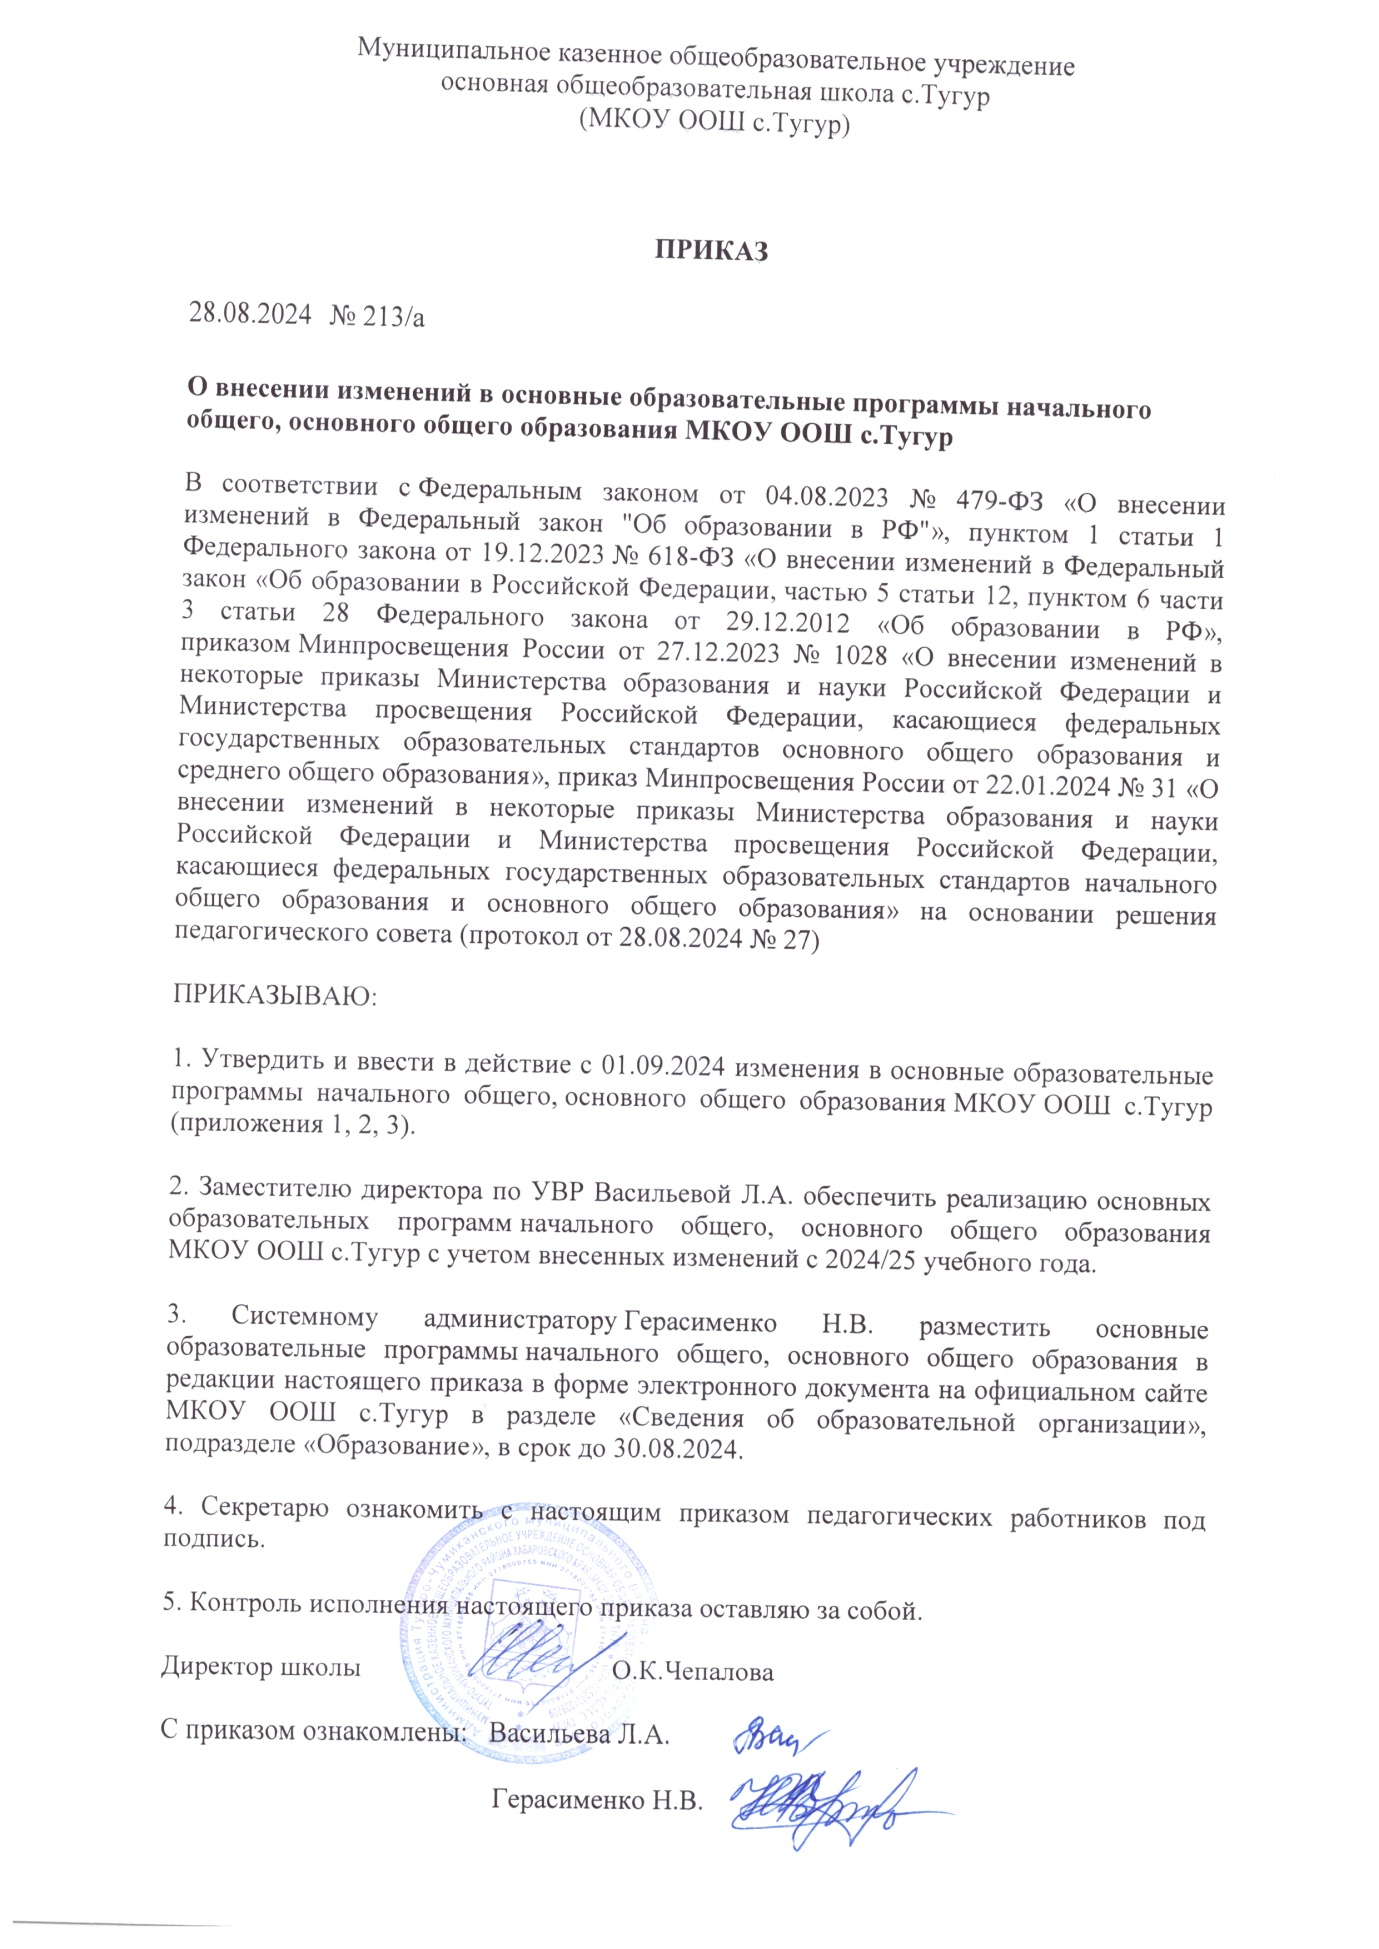 Муниципальное казенное общеобразовательное учреждение
основная общеобразовательная школа с.Тугур
(МКОУ ООШ с.Тугур)
ПРИКАЗ
28.08.2024 № 213/а
О внесении изменений в основные образовательные программы начального
общего, основного общего образования МКОУ ООШ с.Тугур
В соответствии с Федеральным законом от 04.08.2023 № 479-ФЗ «О внесении
изменений в Федеральный закон "Об образовании в РФ"», пунктом 1 статьи 1
Федерального закона от 19.12.2023 № 618-ФЗ «О внесении изменений в Федеральный
закон «Об образовании в Российской Федерации, частью 5 статьи 12, пунктом 6 части
3 статьи 28 Федерального закона от 29.12.2012 «Об образовании в РФ»,
приказом Минпросвещения России от 27.12.2023 № 1028 «О внесении изменений в
некоторые приказы Министерства образования и науки Российской Федерации и
Министерства просвещения Российской Федерации, касающиеся федеральных
государственных образовательных стандартов основного общего образования и
среднего общего образования», приказ Минпросвещения России от 22.01.2024 № 31 «О
внесении изменений в некоторые приказы Министерства образования и науки
Российской Федерации и Министерства просвещения Российской Федерации,
касающиеся федеральных государственных образовательных стандартов начального
общего образования и основного общего образования» на основании решения
педагогического совета (протокол от 28.08.2024 № 27)
ПРИКАЗЫВАЮ:
1. Утвердить и ввести в действие с 01.09.2024 изменения в основные образовательные
программы начального общего, основного общего образования МКОУ ООШ с.Тугур
(приложения 1, 2, 3).
2. Заместителю директора по УВР Васильевой Л.А. обеспечить реализацию основных
образовательных программ начального общего, основного общего образования
МКОУ ООШ с.Тугур с учетом внесенных изменений с 2024/25 учебного года.
3. Системному администратору Герасименко Н.В. разместить основные
образовательные программы начального общего, основного общего образования в
редакции настоящего приказа в форме электронного документа на официальном сайте
МКОУ ООШ с.Тугур в разделе «Сведения об образовательной организации»,
подразделе «Образование», в срок до 30.08.2024.
4. Секретарю ознакомить с настоящим приказом педагогических работников под
подпись.
5. Контроль исполнения настоящего приказа оставляю за собой.
Директор школы О.К.Чепалова
С приказом ознакомлены: Васильева Л.А.
Герасименко Н.В.